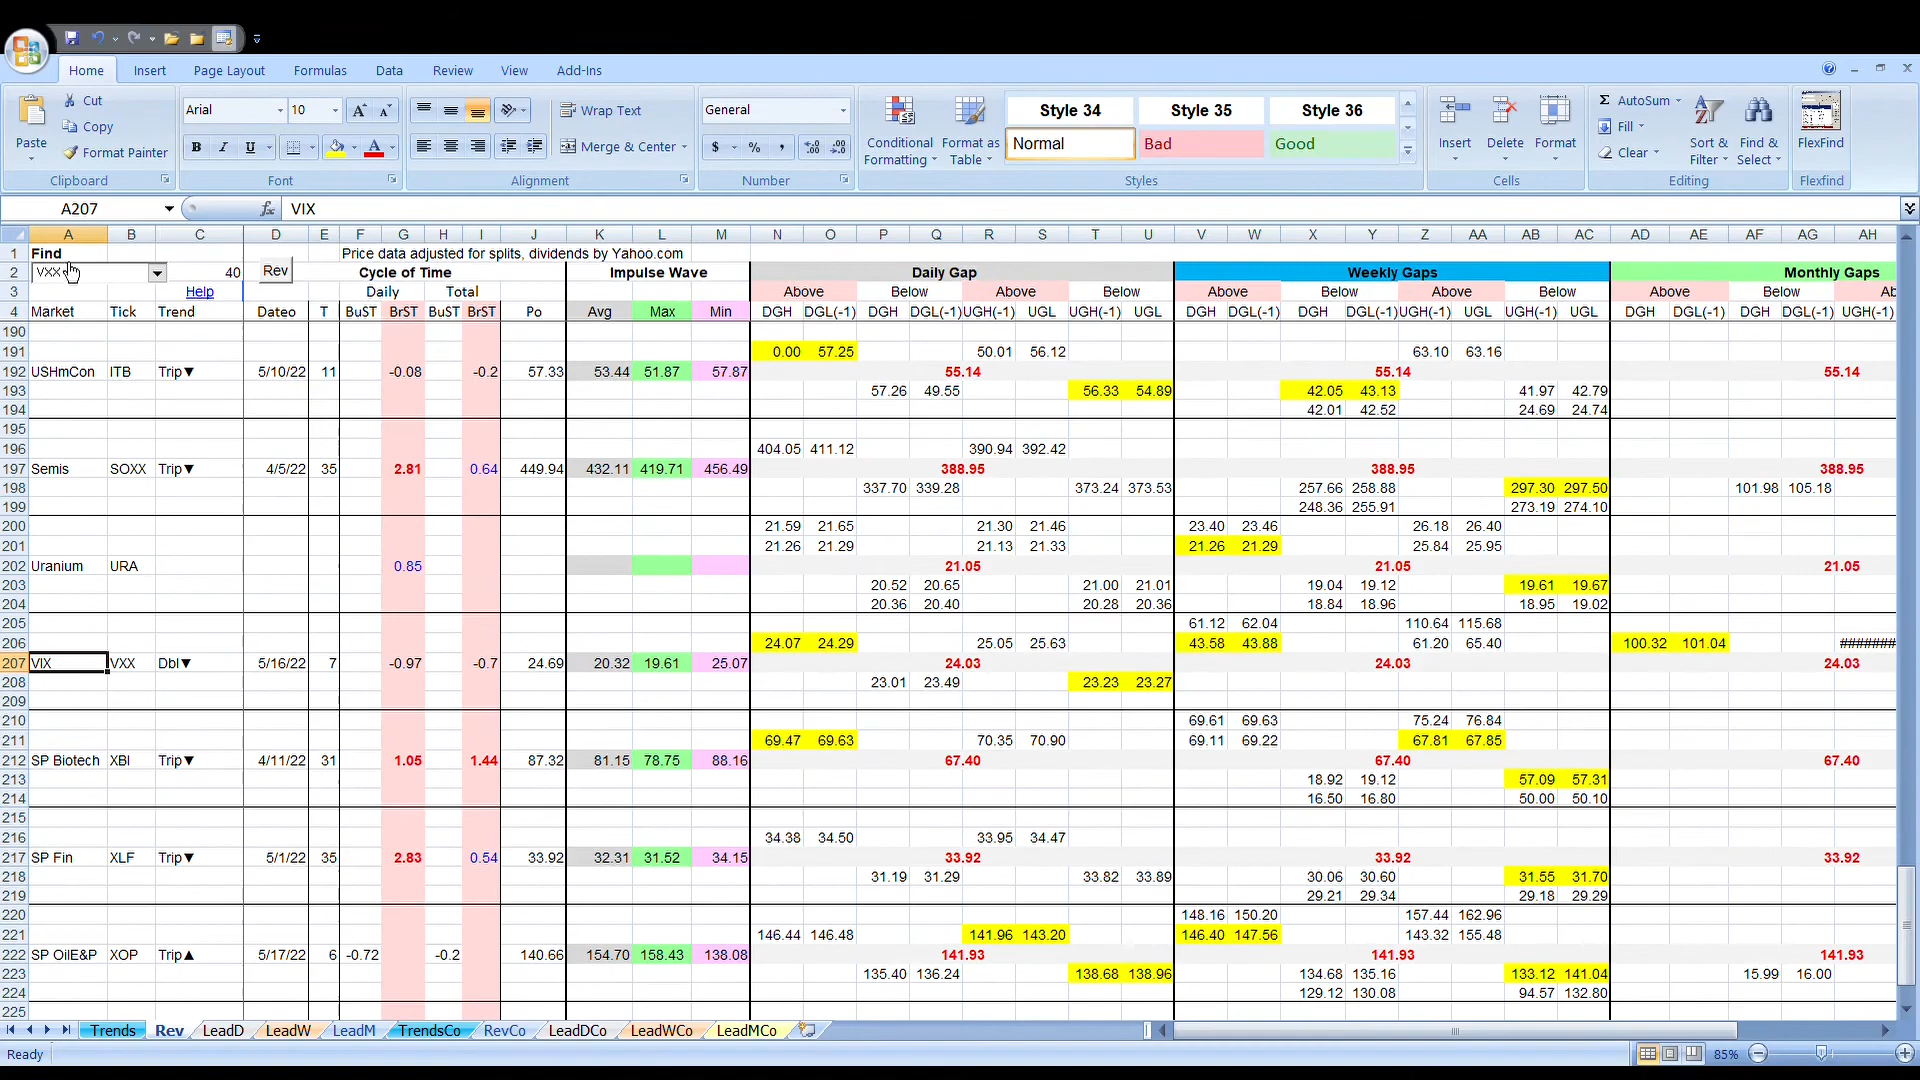 Home Insert Page Layout Formulas Data Review View Add-Ins
Paste Cut Copy Format Painter Clipboard
Arial 10 A A B I U A Font
Wrap Text Merge & Center Alignment
General $ % , Number
Conditional Formatting Format as Table Style 34 Style 35 Style 36 Normal Bad Good Styles
Insert Delete Format Cells
Σ AutoSum Fill Clear Sort & Filter Find & Select Editing
FlexFind Flexfind
A207 fx VIX
A B C D E F G H I J K L M N O P Q R S T U V W X Y Z AA AB AC AD AE AF AG AH
1 Find Price data adjusted for splits, dividends by Yahoo.com
2 VXX 40 Rev Cycle of Time Impulse Wave Daily Gap Weekly Gaps Monthly Gaps
3 Help Daily Total Above Below Above Below Above Below Above Below Above Below Ab
4 Market Tick Trend Dateo T BuST BrST BuST BrST Po Avg Max Min DGH DGL(-1) DGH DGL(-1) UGH(-1) UGL UGH(-1) UGL DGH DGL(-1) DGH DGL(-1) UGH(-1) UGL UGH(-1) UGL DGH DGL(-1) DGH DGL(-1) UGH(-1)
190
191 0.00 57.25 50.01 56.12 63.10 63.16
192 USHmCon ITB Trip▼ 5/10/22 11 -0.08 -0.2 57.33 53.44 51.87 57.87 55.14 55.14 55.14
193 57.26 49.55 56.33 54.89 42.05 43.13 41.97 42.79
194 42.01 42.52 24.69 24.74
195
196 404.05 411.12 390.94 392.42
197 Semis SOXX Trip▼ 4/5/22 35 2.81 0.64 449.94 432.11 419.71 456.49 388.95 388.95 388.95
198 337.70 339.28 373.24 373.53 257.66 258.88 297.30 297.50 101.98 105.18
199 248.36 255.91 273.19 274.10
200 21.59 21.65 21.30 21.46 23.40 23.46 26.18 26.40
201 21.26 21.29 21.13 21.33 21.26 21.29 25.84 25.95
202 Uranium URA 0.85 21.05 21.05 21.05
203 20.52 20.65 21.00 21.01 19.04 19.12 19.61 19.67
204 20.36 20.40 20.28 20.36 18.84 18.96 18.95 19.02
205 61.12 62.04 110.64 115.68
206 24.07 24.29 25.05 25.63 43.58 43.88 61.20 65.40 100.32 101.04 #######
207 VIX VXX Dbl▼ 5/16/22 7 -0.97 -0.7 24.69 20.32 19.61 25.07 24.03 24.03 24.03
208 23.01 23.49 23.23 23.27
209
210 69.61 69.63 75.24 76.84
211 69.47 69.63 70.35 70.90 69.11 69.22 67.81 67.85
212 SP Biotech XBI Trip▼ 4/11/22 31 1.05 1.44 87.32 81.15 78.75 88.16 67.40 67.40 67.40
213 18.92 19.12 57.09 57.31
214 16.50 16.80 50.00 50.10
215
216 34.38 34.50 33.95 34.47
217 SP Fin XLF Trip▼ 5/1/22 35 2.83 0.54 33.92 32.31 31.52 34.15 33.92 33.92 33.92
218 31.19 31.29 33.82 33.89 30.06 30.60 31.55 31.70
219 29.21 29.34 29.18 29.29
220 148.16 150.20 157.44 162.96
221 146.44 146.48 141.96 143.20 146.40 147.56 143.32 155.48
222 SP OilE&P XOP Trip▲ 5/17/22 6 -0.72 -0.2 140.66 154.70 158.43 138.08 141.93 141.93 141.93
223 135.40 136.24 138.68 138.96 134.68 135.16 133.12 141.04 15.99 16.00
224 129.12 130.08 94.57 132.80
225
Trends Rev LeadD LeadW LeadM TrendsCo RevCo LeadDCo LeadWCo LeadMCo
Ready 85%